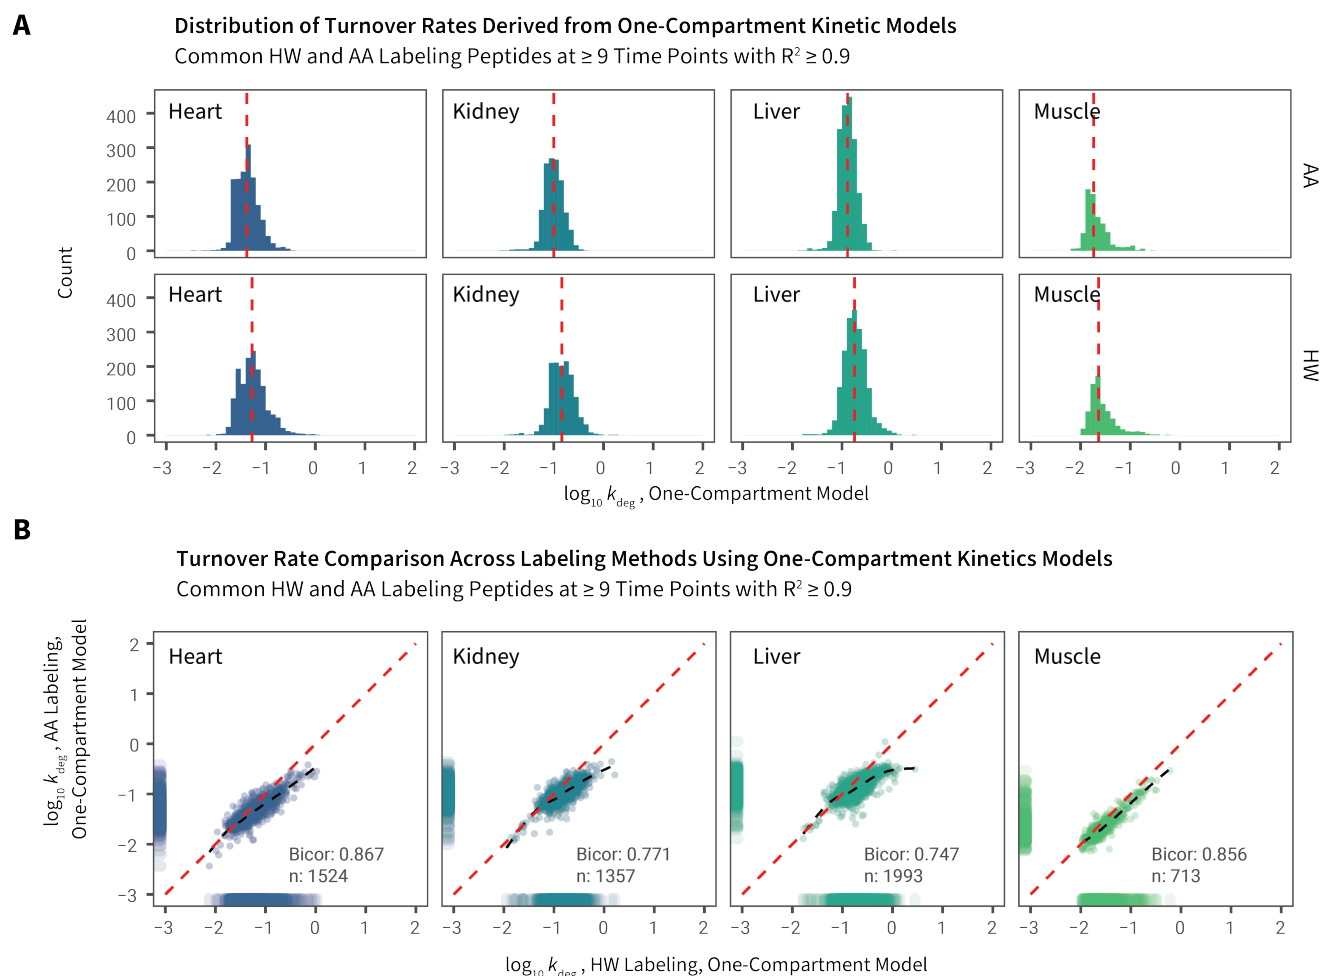 A
Distribution of Turnover Rates Derived from One-Compartment Kinetic Models
Common HW and AA Labeling Peptides at ≥ 9 Time Points with R² ≥ 0.9
Heart
Kidney
Liver
Muscle
400
300
200
100
0
AA
Count
Heart
Kidney
Liver
Muscle
400
300
200
100
0
HW
−3 −2 −1 0 1 2
−3 −2 −1 0 1 2
−3 −2 −1 0 1 2
−3 −2 −1 0 1 2
log₁₀ k deg , One-Compartment Model
B
Turnover Rate Comparison Across Labeling Methods Using One-Compartment Kinetics Models
Common HW and AA Labeling Peptides at ≥ 9 Time Points with R² ≥ 0.9
log₁₀ k deg , AA Labeling,
One-Compartment Model
2
1
0
−1
−2
−3
Heart
Bicor: 0.867
n: 1524
Kidney
Bicor: 0.771
n: 1357
Liver
Bicor: 0.747
n: 1993
Muscle
Bicor: 0.856
n: 713
−3 −2 −1 0 1 2
−3 −2 −1 0 1 2
−3 −2 −1 0 1 2
−3 −2 −1 0 1 2
log₁₀ k deg , HW Labeling, One-Compartment Model